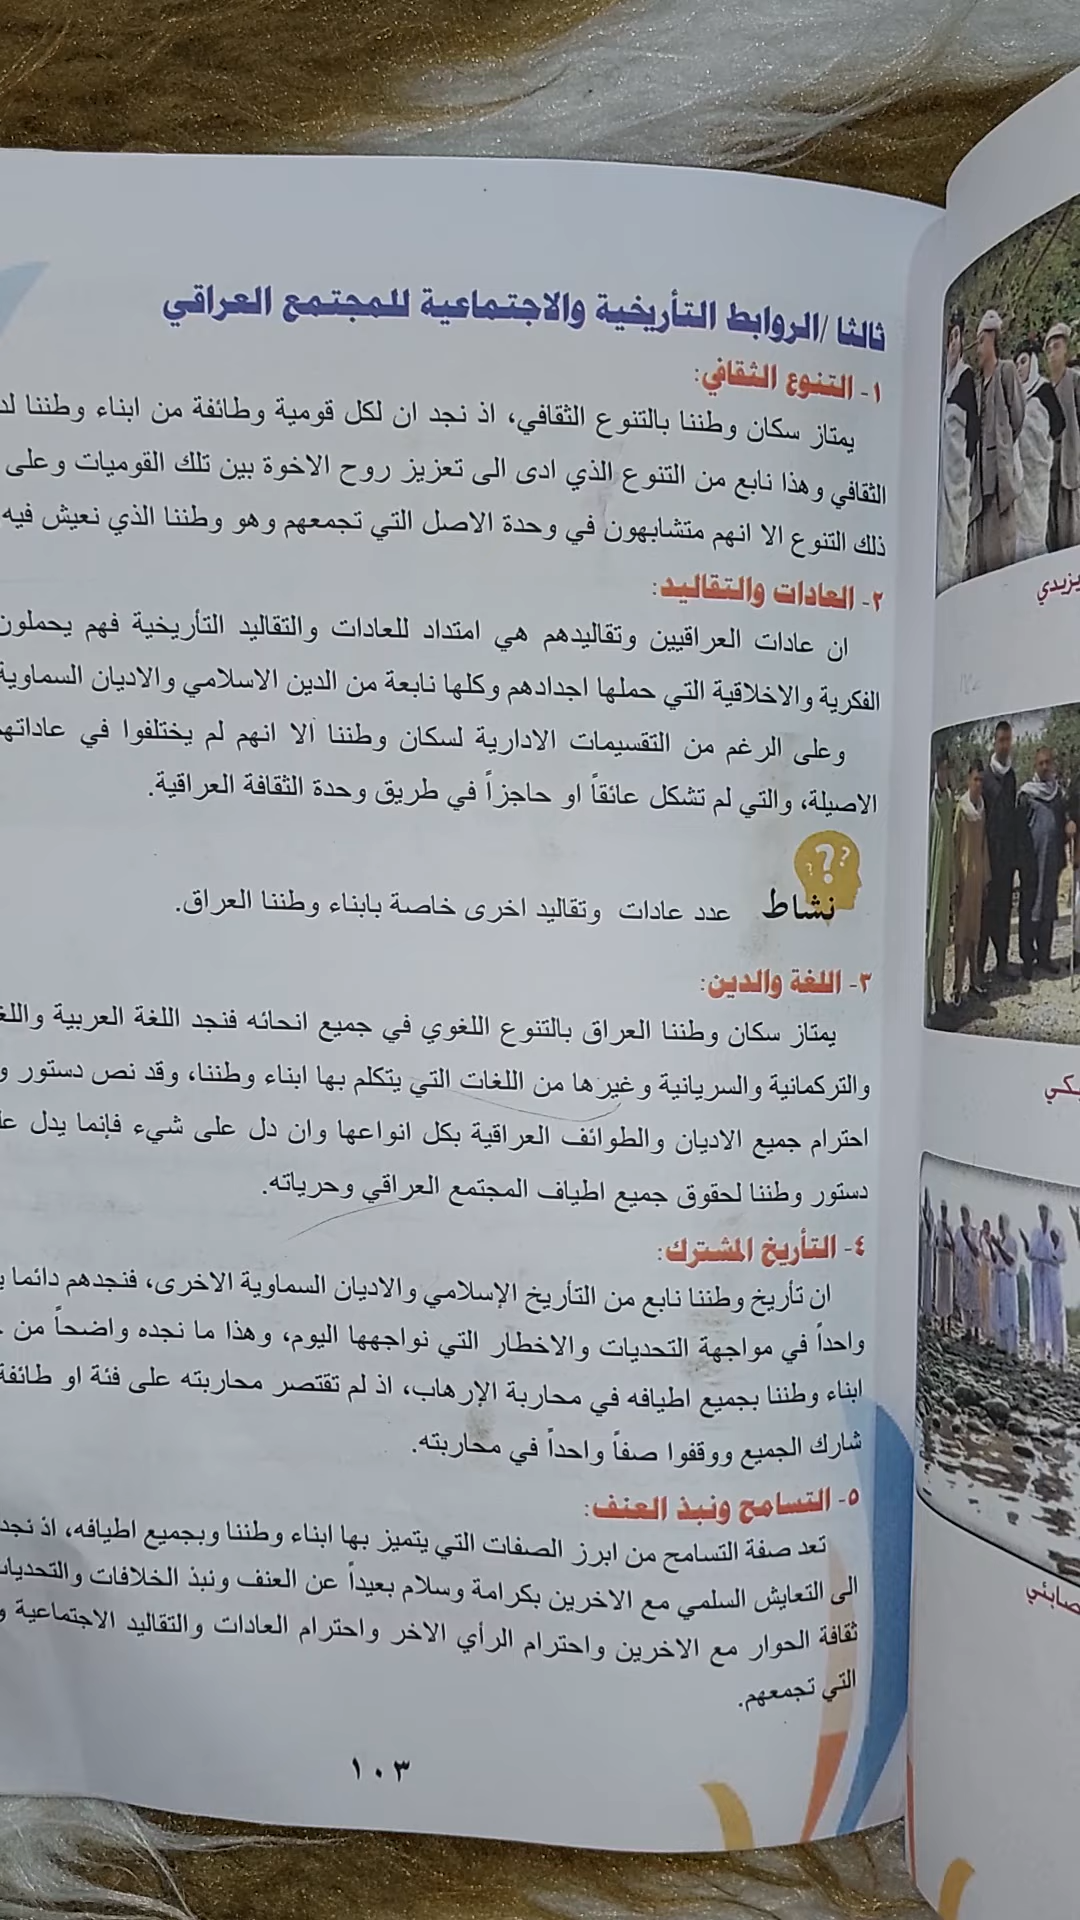 ثالثا /الروابط التأريخية والاجتماعية للمجتمع العراقي
١- التنوع الثقافي:
يمتاز سكان وطننا بالتنوع الثقافي، اذ نجد ان لكل قومية وطائفة من ابناء وطننا
الثقافي وهذا نابع من التنوع الذي ادى الى تعزيز روح الاخوة بين تلك القوميات وعلى
ذلك التنوع الا انهم متشابهون في وحدة الاصل التي تجمعهم وهو وطننا الذي نعيش فيه
٢- العادات والتقاليد:
ان عادات العراقيين وتقاليدهم هي امتداد للعادات والتقاليد التأريخية فهم يحملون
الفكرية والاخلاقية التي حملها اجدادهم وكلها نابعة من الدين الاسلامي والاديان السماوية
وعلى الرغم من التقسيمات الادارية لسكان وطننا الا انهم لم يختلفوا في
الاصيلة، والتي لم تشكل عائقاً او حاجزاً في طريق وحدة الثقافة العراقية.
نشاط عدد عادات وتقاليد اخرى خاصة بابناء وطننا العراق.
٣- اللغة والدين:
يمتاز سكان وطننا العراق بالتنوع اللغوي في جميع انحائه فنجد اللغة العربية
والتركمانية والسريانية وغيرها من اللغات التي يتكلم بها ابناء وطننا، وقد نص دستور
احترام جميع الاديان والطوائف العراقية بكل انواعها وان دل على شيء فإنما يدل
دستور وطننا لحقوق جميع اطياف المجتمع العراقي وحرياته.
٤- التأريخ المشترك:
ان تأريخ وطننا نابع من التأريخ الإسلامي والاديان السماوية الاخرى، فنجدهم دائما
واحداً في مواجهة التحديات والاخطار التي نواجهها اليوم، وهذا ما نجده واضحاً من
ابناء وطننا بجميع اطيافه في محاربة الإرهاب، اذ لم تقتصر محاربته على فئة او طائفة
شارك الجميع ووقفوا صفاً واحداً في محاربته.
٥- التسامح ونبذ العنف:
تعد صفة التسامح من ابرز الصفات التي يتميز بها ابناء وطننا وبجميع اطيافه، اذ
الى التعايش السلمي مع الاخرين بكرامة وسلام بعيداً عن العنف ونبذ الخلافات
ثقافة الحوار مع الاخرين واحترام الرأي الاخر واحترام العادات والتقاليد الاجتماعية
التي تجمعهم.
١٠٣